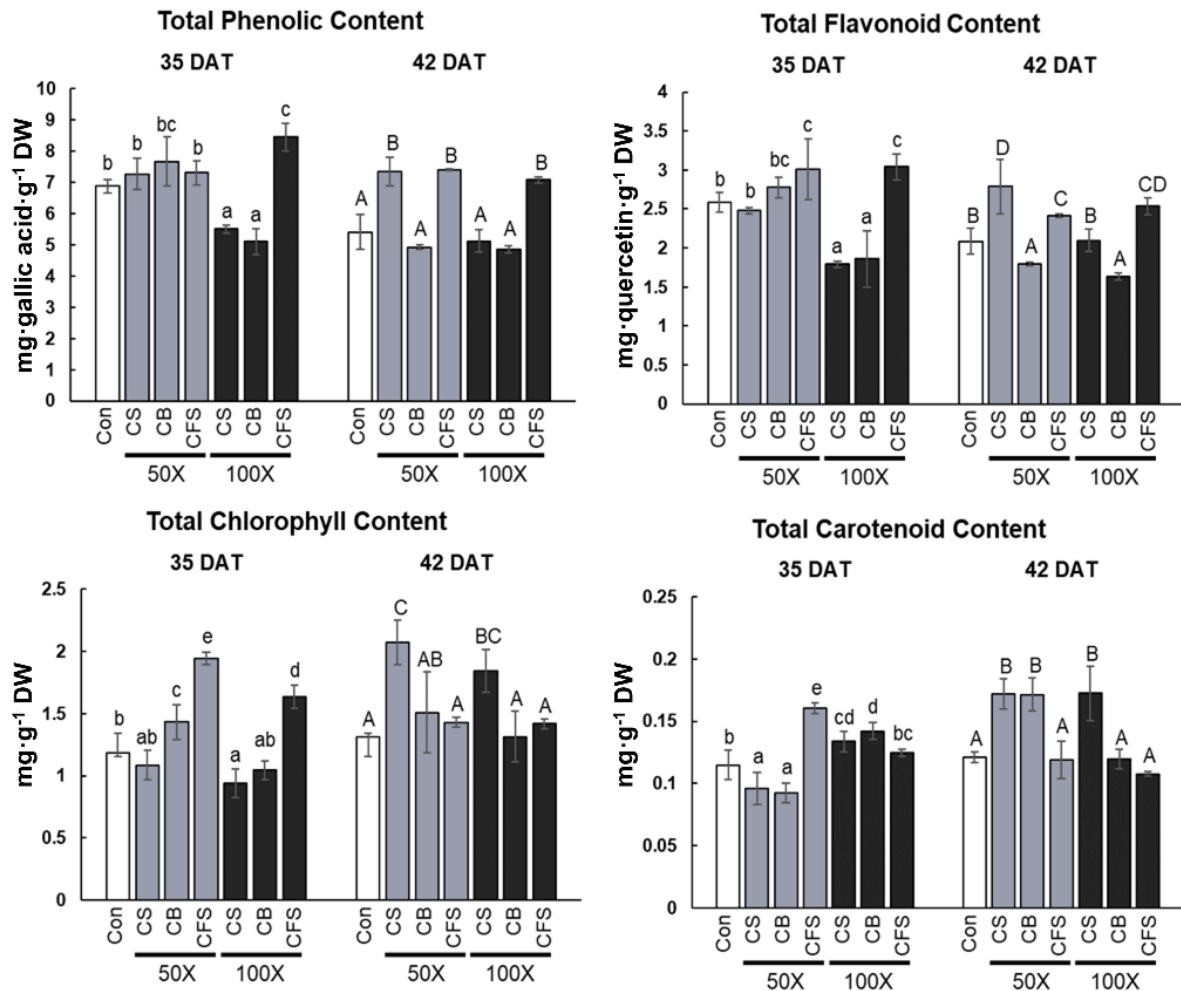 Total Phenolic Content
35 DAT 42 DAT
mg·gallic acid·g⁻¹ DW
10
9
8
7
6
5
4
3
2
1
0
b b bc b a a c A B A B A A B
Con CS CB CFS CS CB CFS Con CS CB CFS CS CB CFS
50X 100X 50X 100X
Total Flavonoid Content
35 DAT 42 DAT
mg·quercetin·g⁻¹ DW
4
3.5
3
2.5
2
1.5
1
0.5
0
b b bc c a a c B D A C B A CD
Con CS CB CFS CS CB CFS Con CS CB CFS CS CB CFS
50X 100X 50X 100X
Total Chlorophyll Content
35 DAT 42 DAT
mg·g⁻¹ DW
2.5
2
1.5
1
0.5
0
b ab c e a ab d A C AB A BC A A
Con CS CB CFS CS CB CFS Con CS CB CFS CS CB CFS
50X 100X 50X 100X
Total Carotenoid Content
35 DAT 42 DAT
mg·g⁻¹ DW
0.25
0.2
0.15
0.1
0.05
0
b a a e cd d bc A B B A B A A
Con CS CB CFS CS CB CFS Con CS CB CFS CS CB CFS
50X 100X 50X 100X